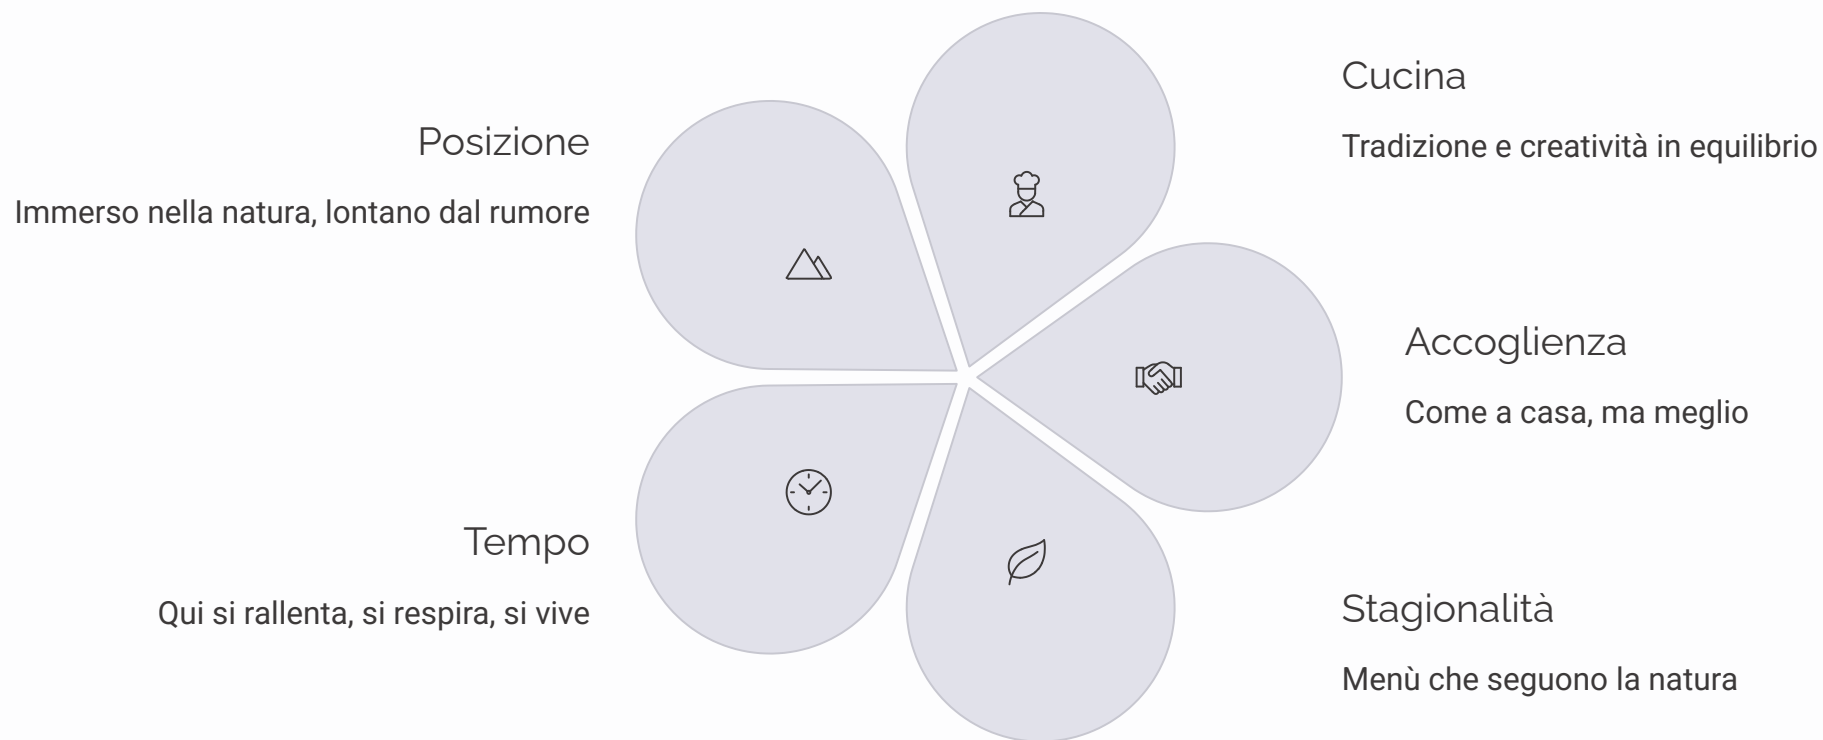 Cucina
Tradizione e creatività in equilibrio
Posizione
Immerso nella natura, lontano dal rumore
Accoglienza
Come a casa, ma meglio
Tempo
Qui si rallenta, si respira, si vive
Stagionalità
Menù che seguono la natura